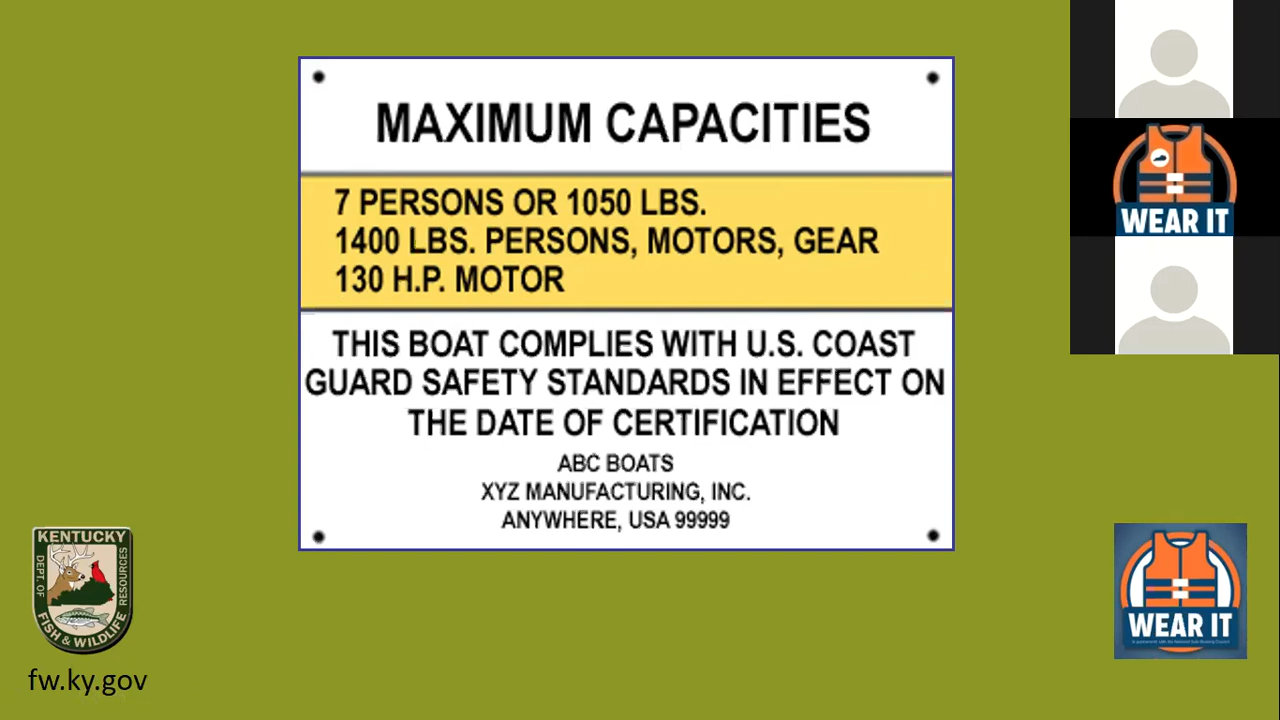 MAXIMUM CAPACITIES
7 PERSONS OR 1050 LBS.
1400 LBS. PERSONS, MOTORS, GEAR
130 H.P. MOTOR
THIS BOAT COMPLIES WITH U.S. COAST
GUARD SAFETY STANDARDS IN EFFECT ON
THE DATE OF CERTIFICATION
ABC BOATS
XYZ MANUFACTURING, INC.
ANYWHERE, USA 99999
WEAR IT
KENTUCKY
DEPT. OF
FISH & WILDLIFE
RESOURCES
fw.ky.gov
WEAR IT